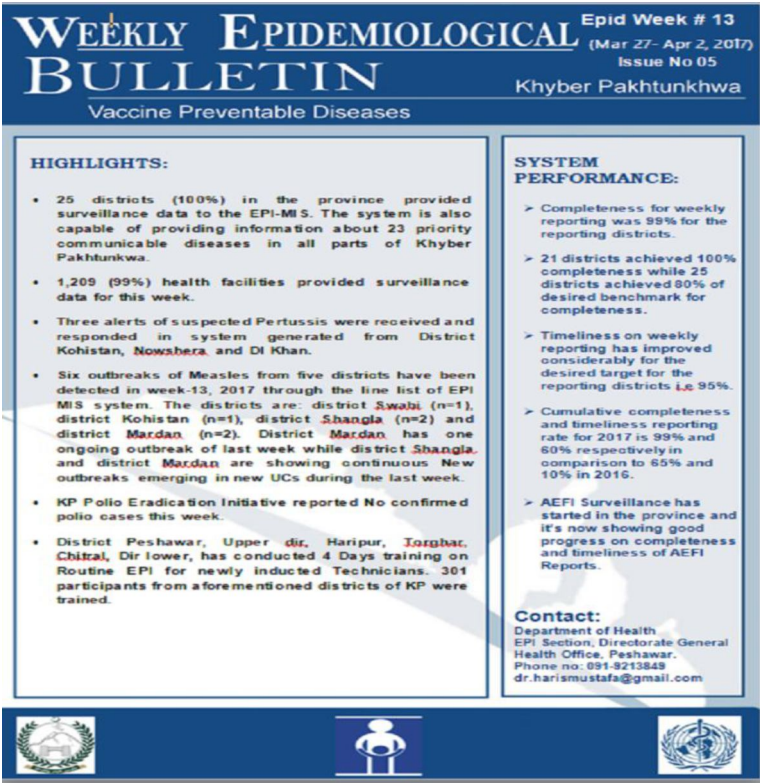 WEEKLY EPIDEMIOLOGICAL
BULLETIN
Vaccine Preventable Diseases
Epid Week # 13
(Mar 27- Apr 2, 2017)
Issue No 05
Khyber Pakhtunkhwa
HIGHLIGHTS:
• 25 districts (100%) in the province provided
surveillance data to the EPI-MIS. The system is also
capable of providing information about 23 priority
communicable diseases in all parts of Khyber
Pakhtunkwa.
• 1,209 (99%) health facilities provided surveillance
data for this week.
• Three alerts of suspected Pertussis were received and
responded in system generated from District
Kohistan, Nowshera and DI Khan.
• Six outbreaks of Measles from five districts have been
detected in week-13, 2017 through the line list of EPI
MIS system. The districts are: district Swabi (n=1),
district Kohistan (n=1), district Shangla (n=2) and
district Mardan (n=2). District Mardan has one
ongoing outbreak of last week while district Shangla
and district Mardan are showing continuous New
outbreaks emerging in new UCs during the last week.
• KP Polio Eradication Initiative reported No confirmed
polio cases this week.
• District Peshawar, Upper dir, Haripur, Torghar,
Chitral, Dir lower, has conducted 4 Days training on
Routine EPI for newly inducted Technicians. 301
participants from aforementioned districts of KP were
trained.
SYSTEM
PERFORMANCE:
➢ Completeness for weekly
reporting was 99% for the
reporting districts.
➢ 21 districts achieved 100%
completeness while 25
districts achieved 80% of
desired benchmark for
completeness.
➢ Timeliness on weekly
reporting has improved
considerably for the
desired target for the
reporting districts i.e 95%.
➢ Cumulative completeness
and timeliness reporting
rate for 2017 is 99% and
60% respectively in
comparison to 65% and
10% in 2016.
➢ AEFI Surveillance has
started in the province and
it's now showing good
progress on completeness
and timeliness of AEFI
Reports.
Contact:
Department of Health
EPI Section, Directorate General
Health Office, Peshawar.
Phone no: 091-9213849
dr.harismustafa@gmail.com